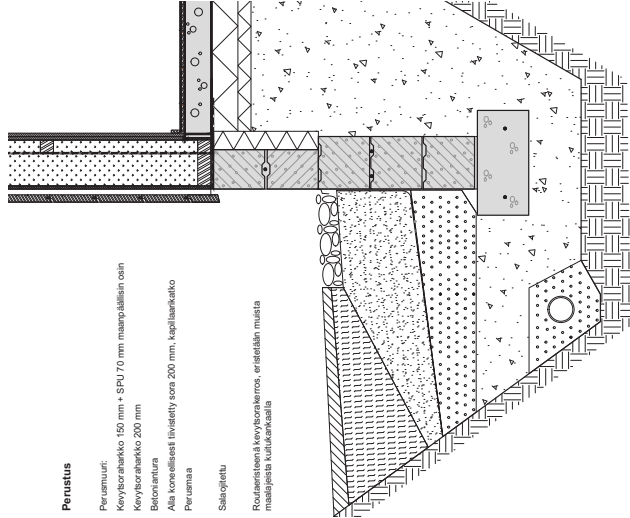 Perustus
Perusmuuri:
Kevytsoraharkko 150 mm + SPU 70 mm maanpäällisin osin
Kevytsoraharkko 200 mm
Betoniantura
Alla koneellisesti tiivistetty sora 200 mm, kapillaarikatko
Perusmaa
Salaojitettu
Routaeristeenä kevytsorakerros, eristetään muista
maalajeista kuitukankaalla